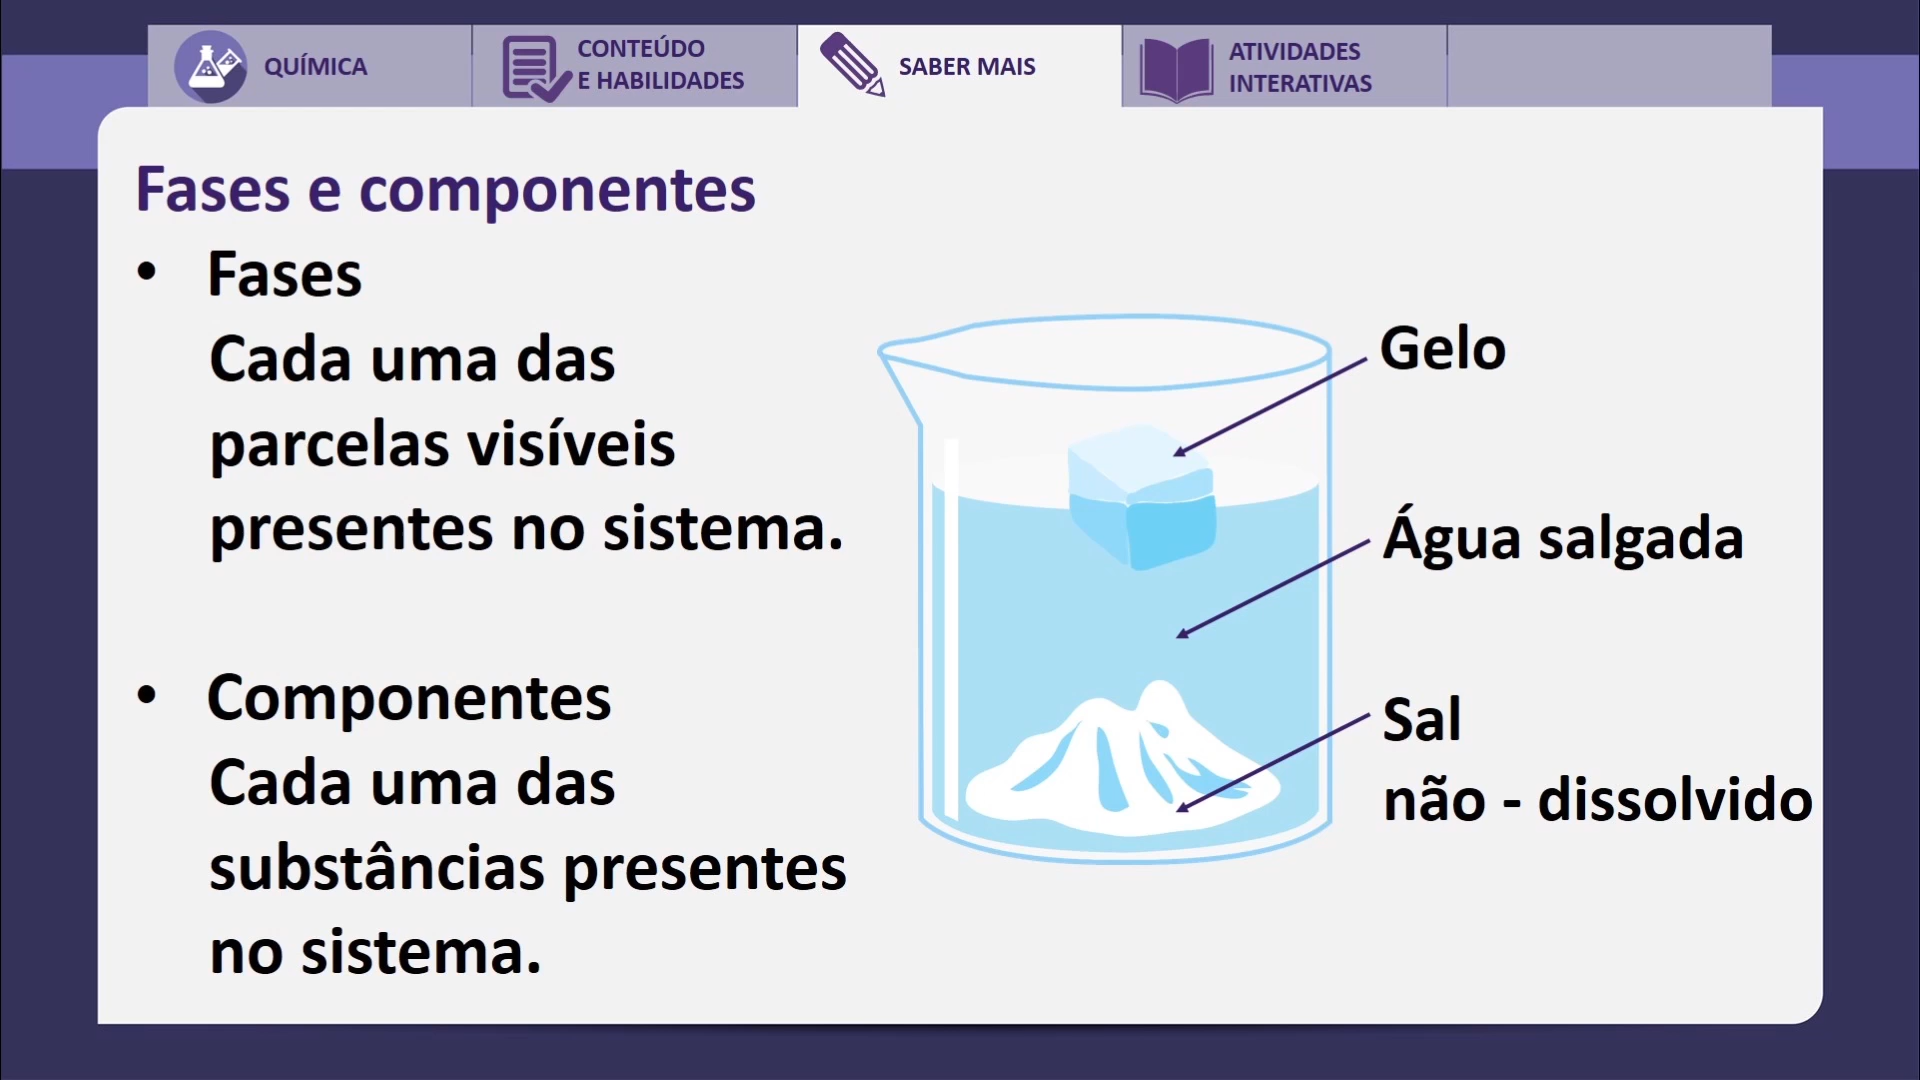 QUÍMICA
CONTEÚDO
E HABILIDADES
SABER MAIS
ATIVIDADES
INTERATIVAS
Fases e componentes
• Fases
Cada uma das
parcelas visíveis
presentes no sistema.
• Componentes
Cada uma das
substâncias presentes
no sistema.
Gelo
Água salgada
Sal
não - dissolvido